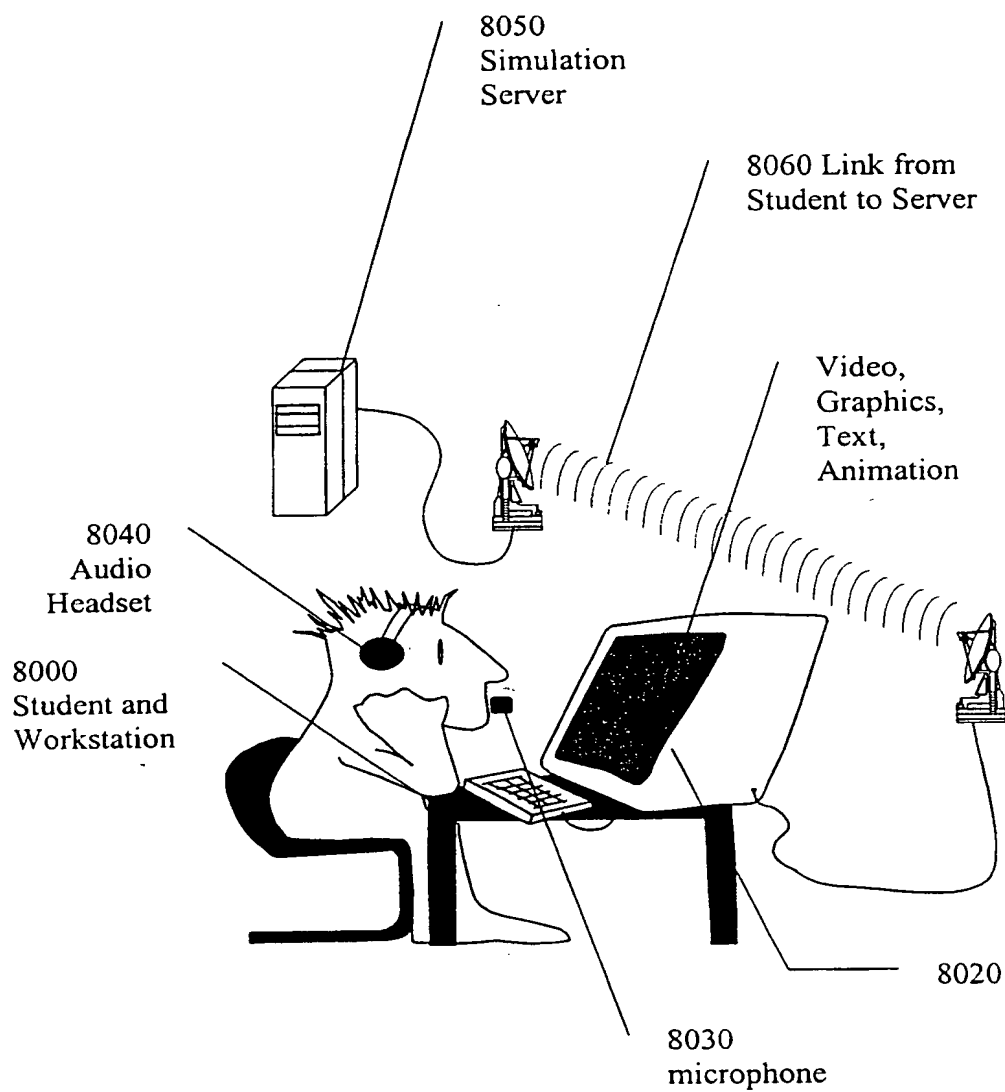 8050
Simulation
Server
8060 Link from
Student to Server
Video,
Graphics,
Text,
Animation
8040
Audio
Headset
8000
Student and
Workstation
8020
8030
microphone